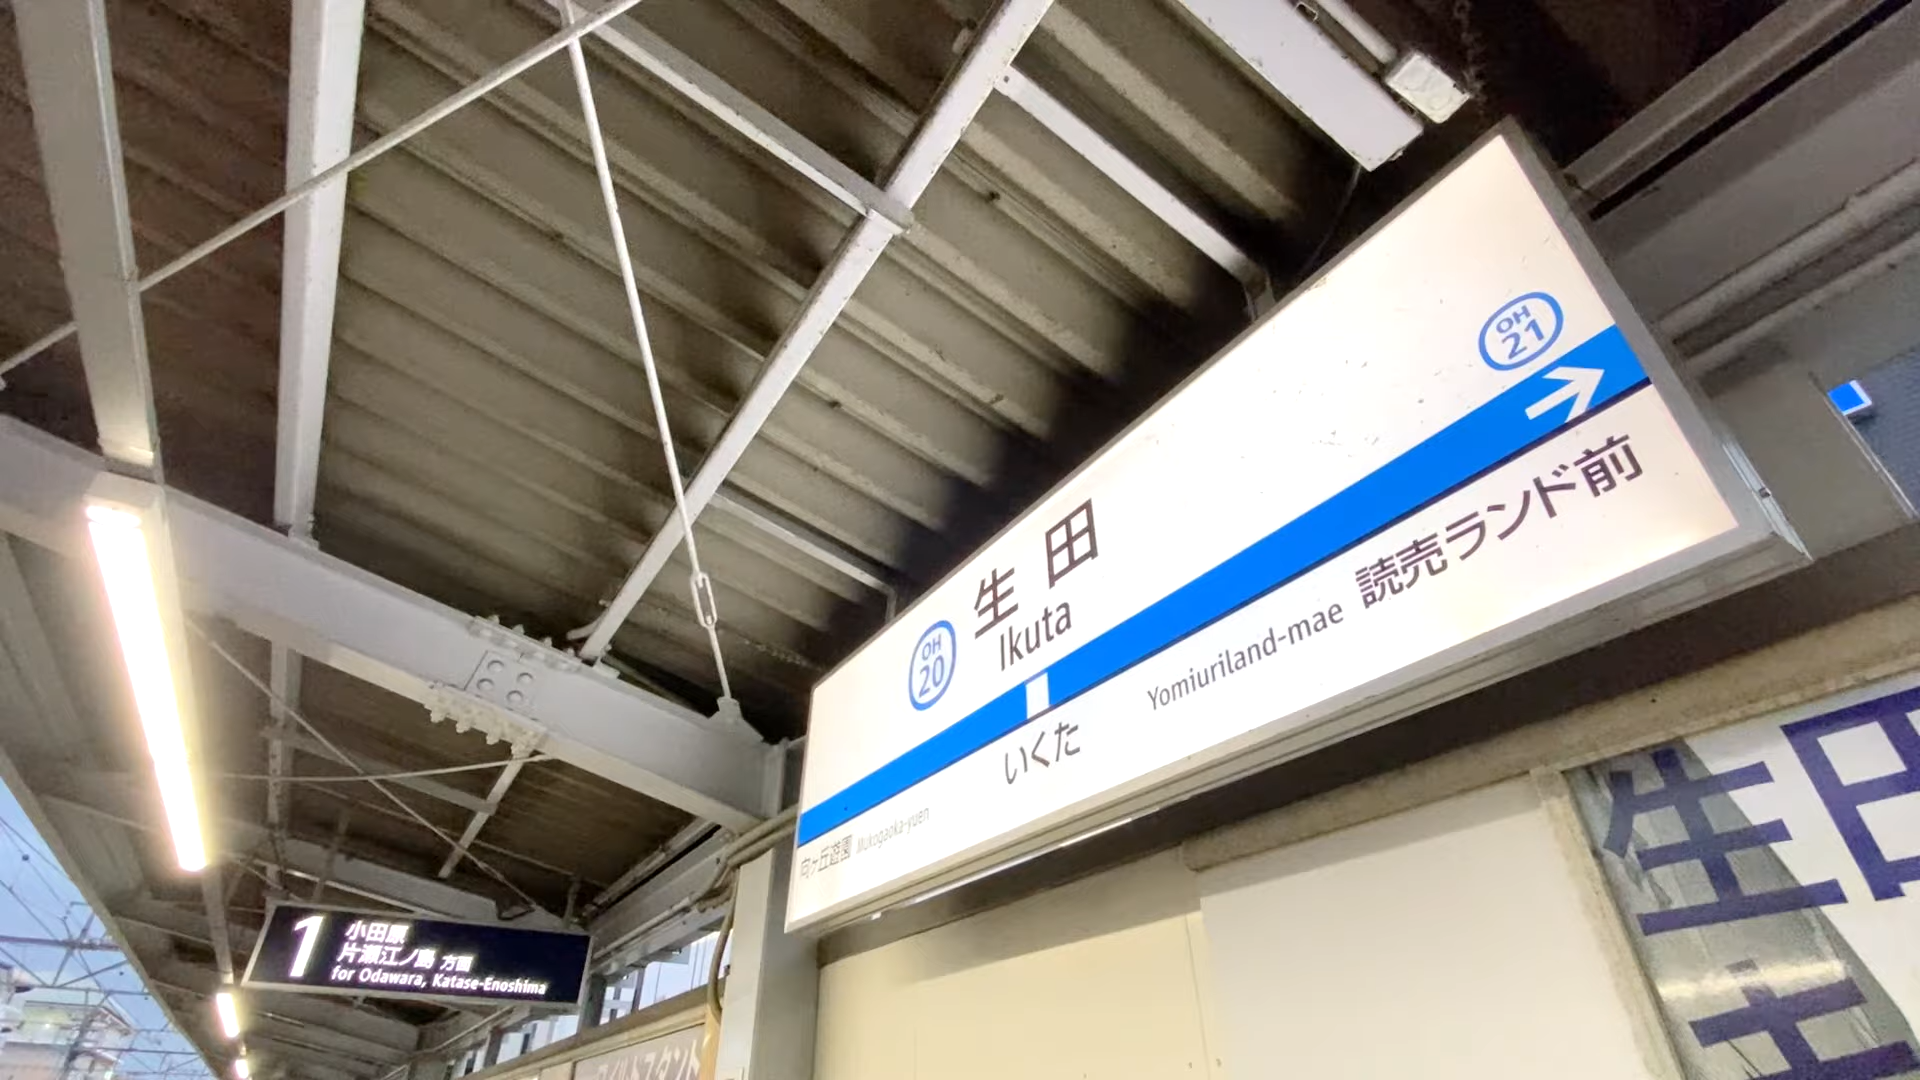 OH
21
OH
20
生田
Ikuta
いくた
Yomiuriland-mae 読売ランド前
向ヶ丘遊園 Mukogaoka-yuen
1
小田原
片瀬江ノ島 方面
for Odawara, Katase-Enoshima
生田